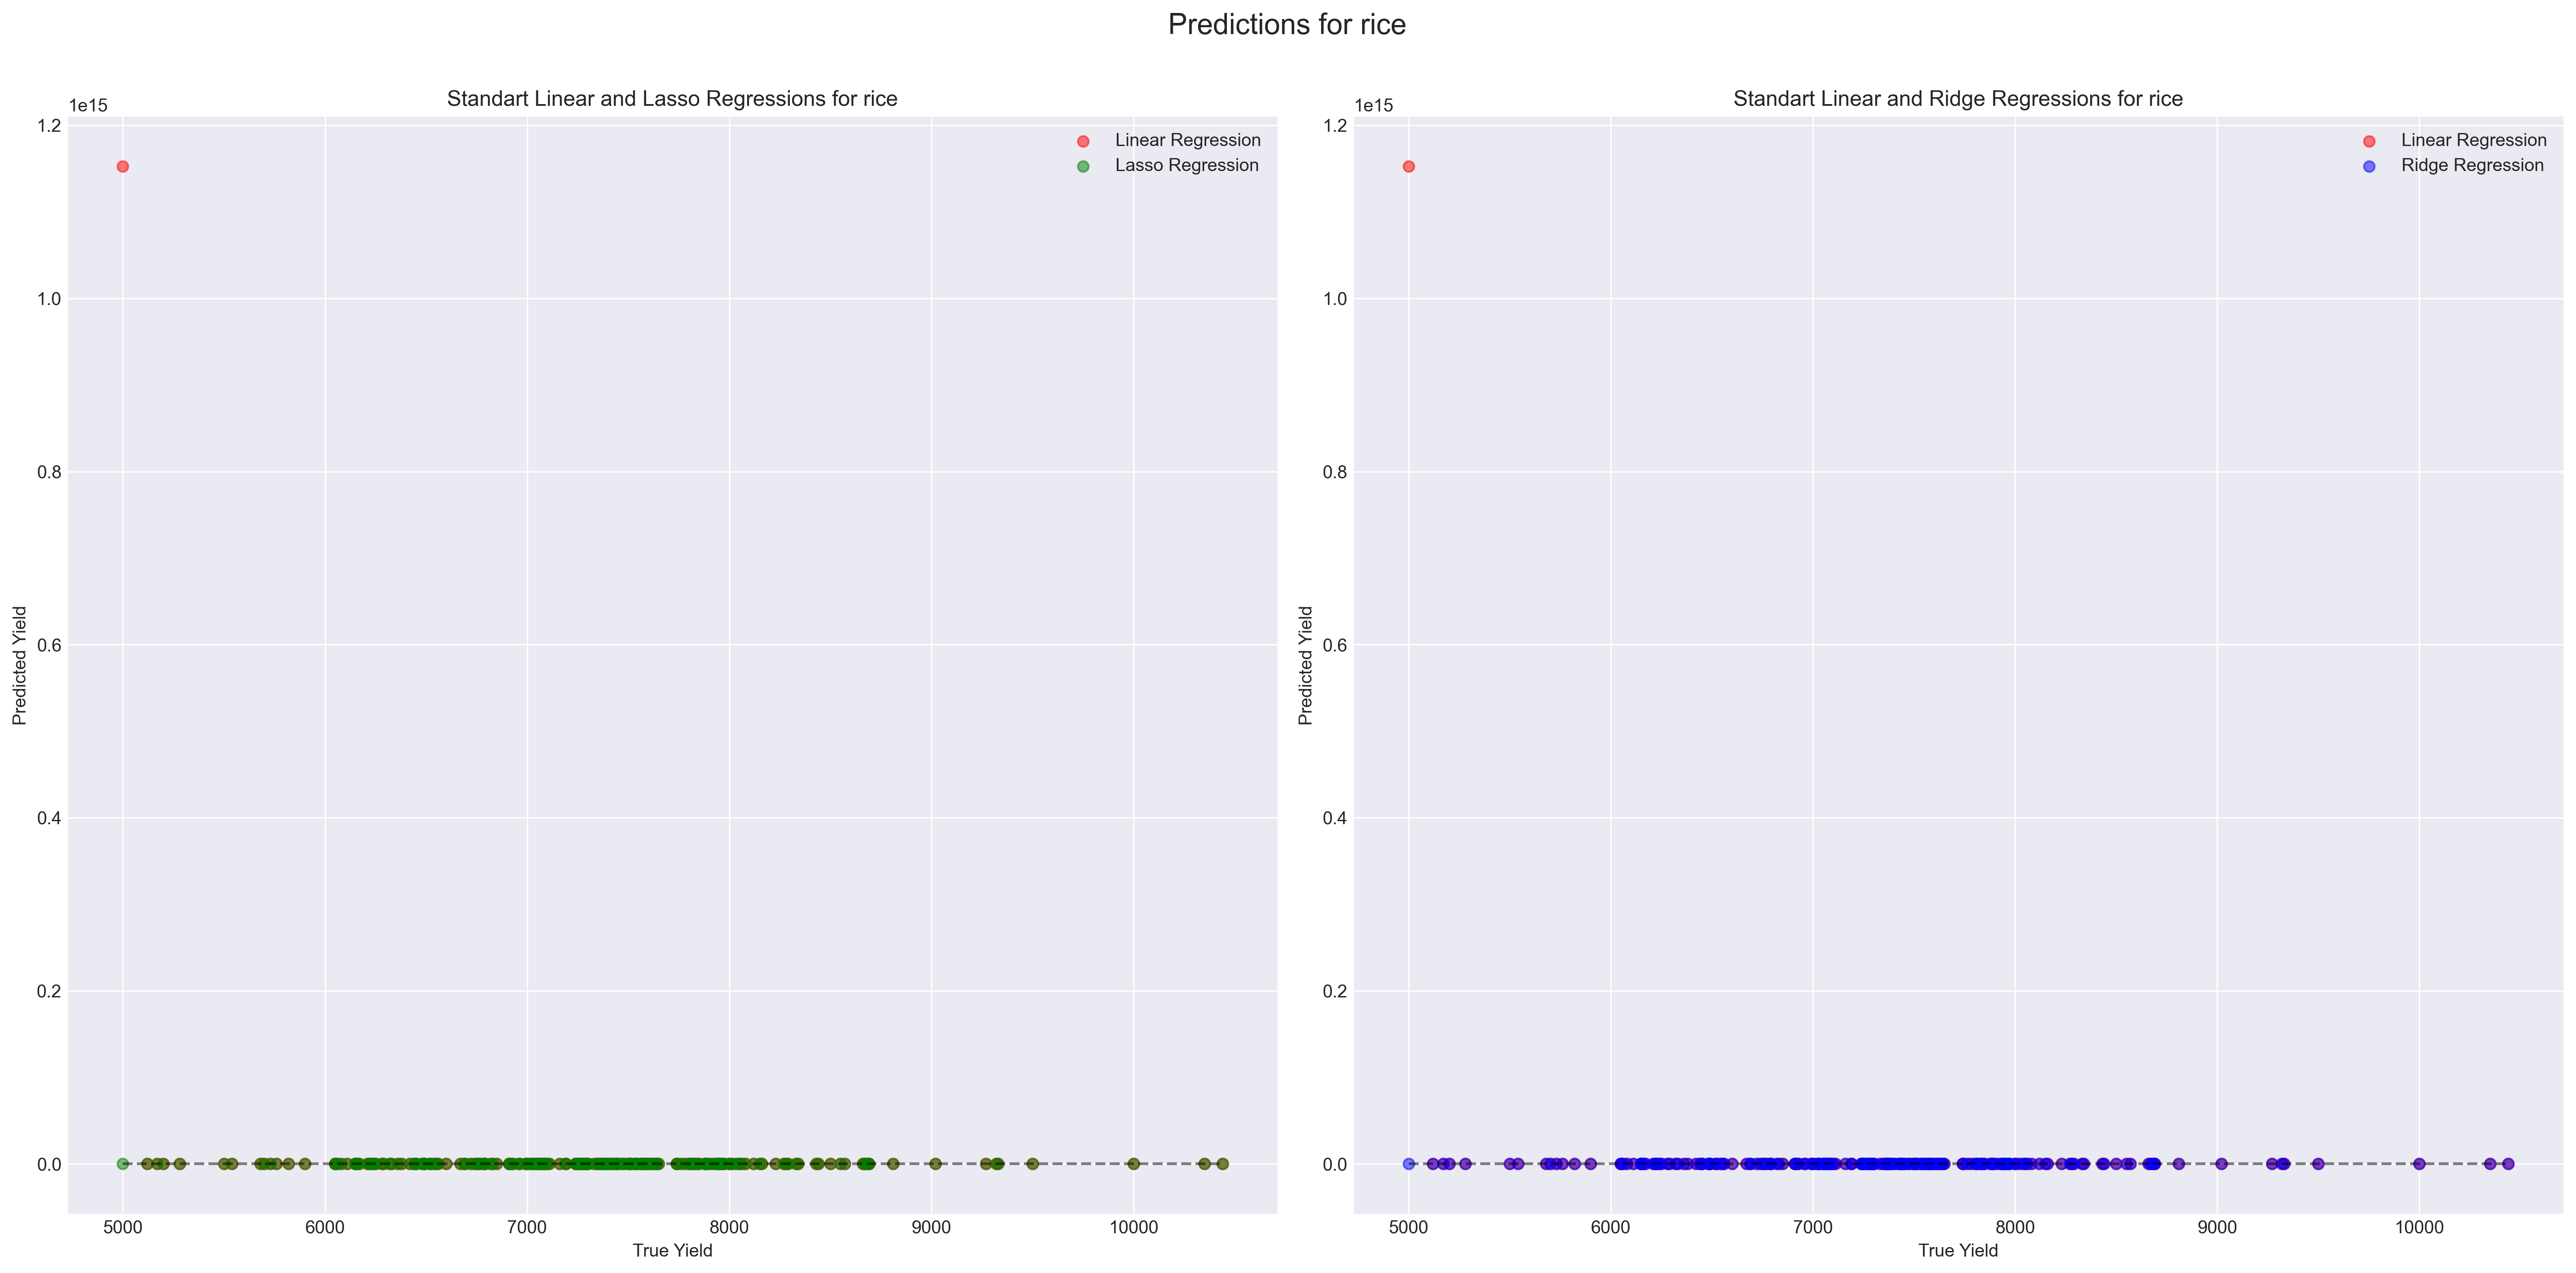 Predictions for rice
Standart Linear and Lasso Regressions for rice
1e15
Linear Regression
Lasso Regression
1.2
1.0
0.8
0.6
0.4
0.2
0.0
Predicted Yield
5000 6000 7000 8000 9000 10000
True Yield
Standart Linear and Ridge Regressions for rice
1e15
Linear Regression
Ridge Regression
1.2
1.0
0.8
0.6
0.4
0.2
0.0
Predicted Yield
5000 6000 7000 8000 9000 10000
True Yield